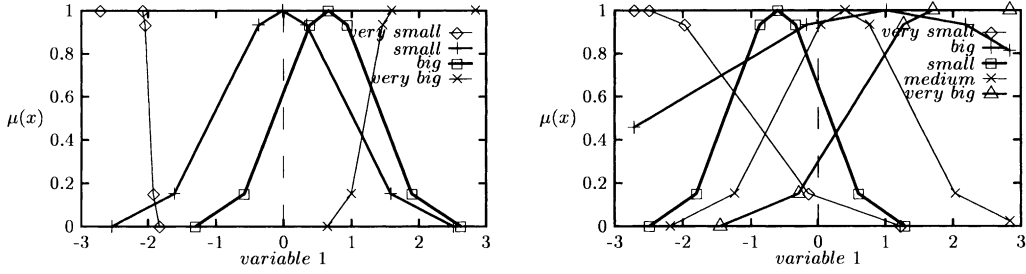 1
0.8
0.6
μ(x)
0.4
0.2
0
-3 -2 -1 0 1 2 3
variable 1
very small
small
big
very big
1
0.8
0.6
μ(x)
0.4
0.2
0
-3 -2 -1 0 1 2 3
variable 1
very small
big
small
medium
very big